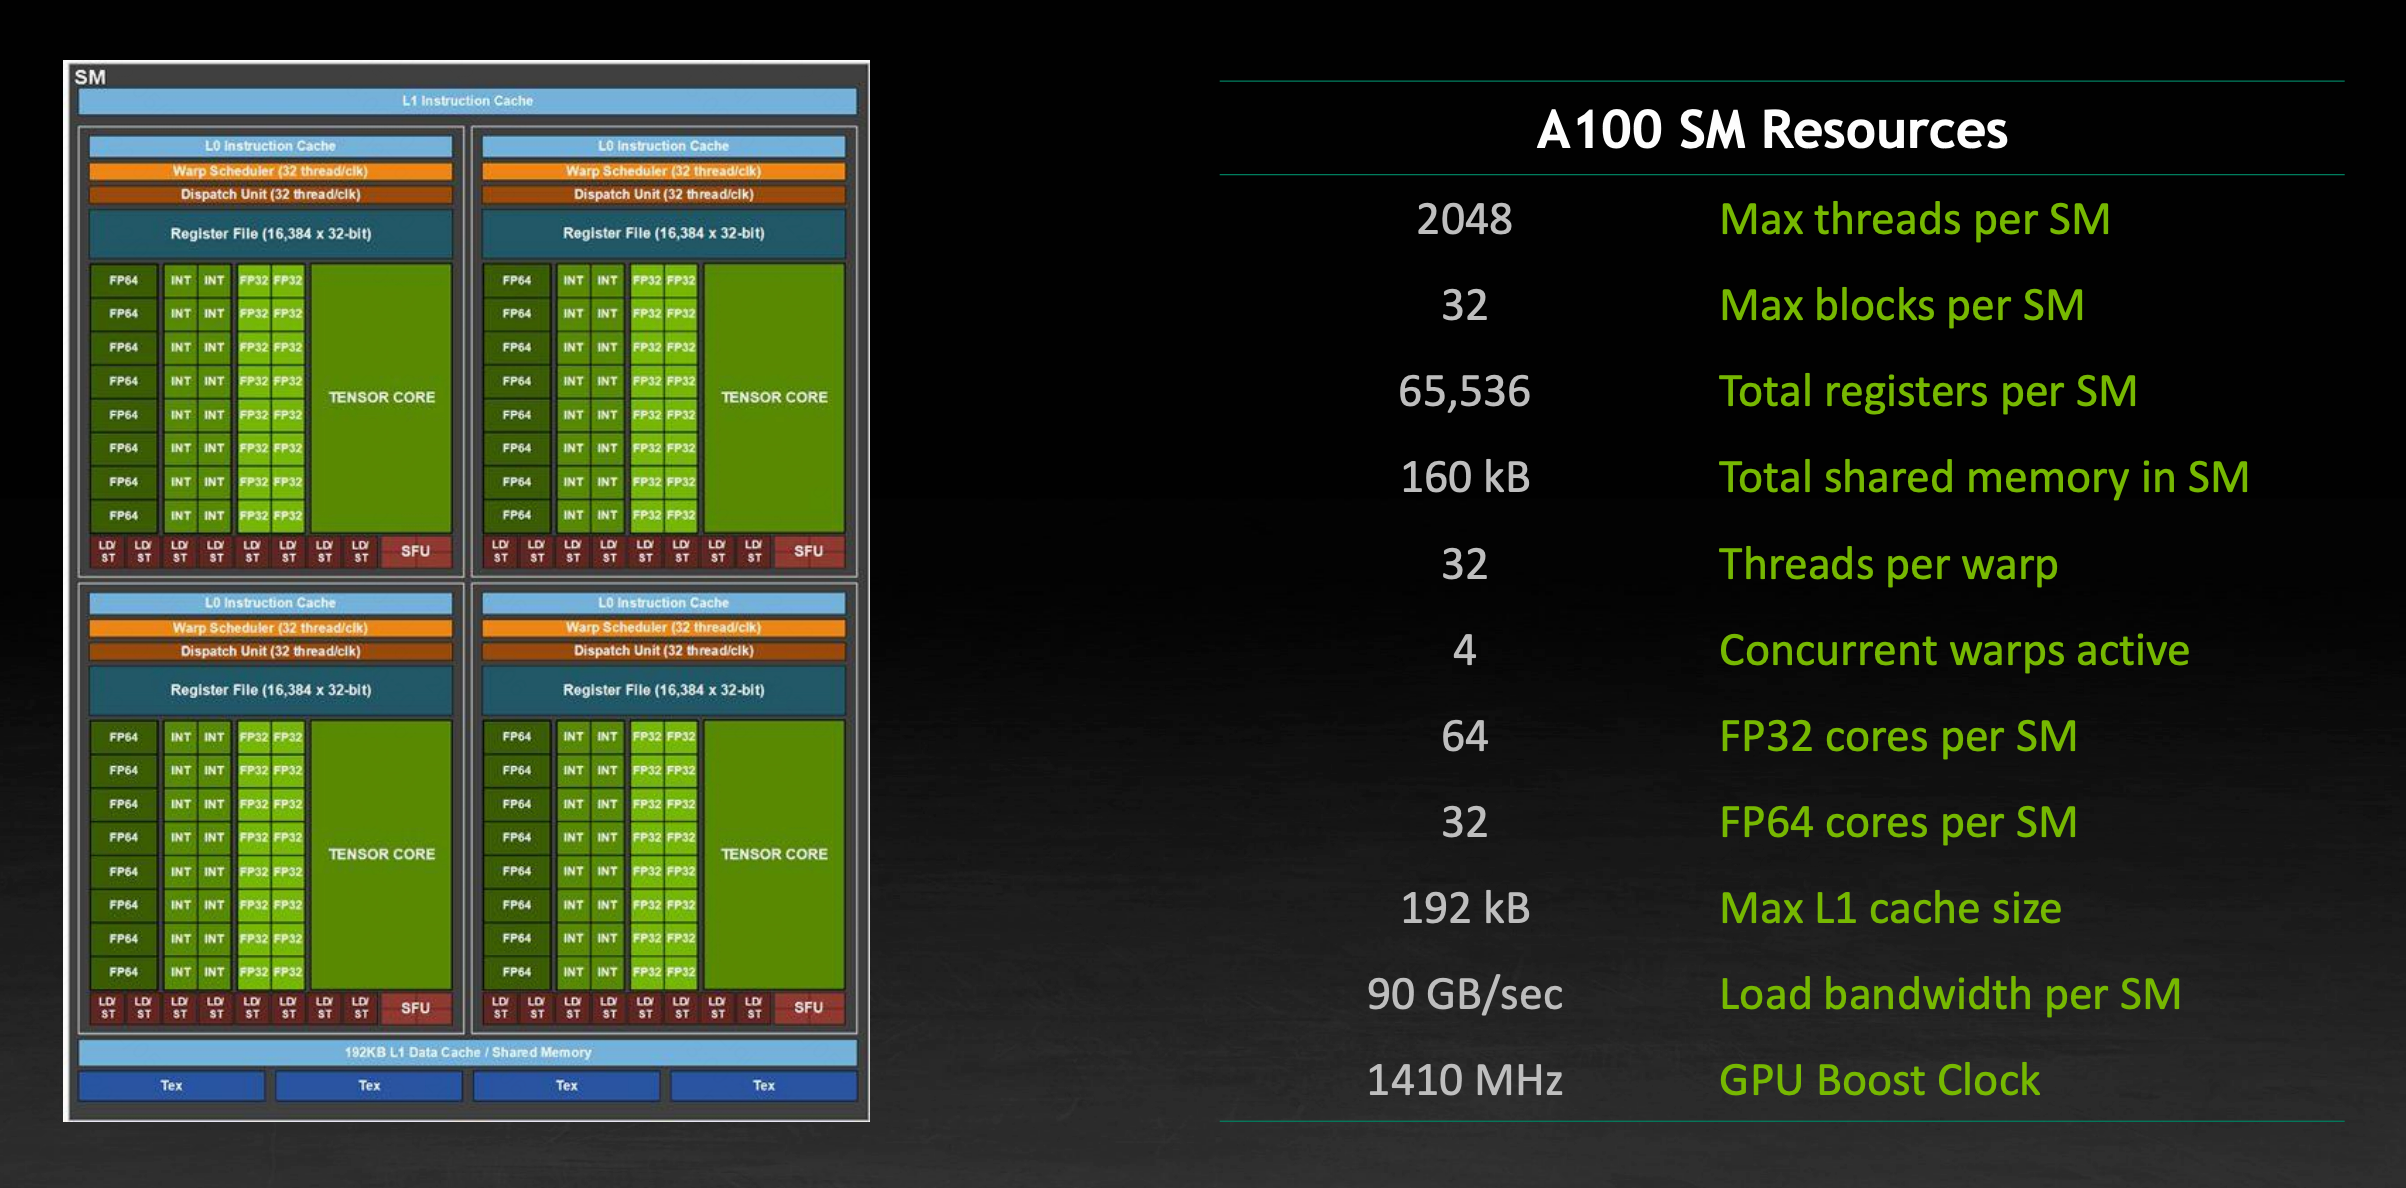 SM
L1 Instruction Cache
L0 Instruction Cache
Warp Scheduler (32 thread/clk)
Dispatch Unit (32 thread/clk)
Register File (16,384 x 32-bit)
FP64 INT INT FP32 FP32
FP64 INT INT FP32 FP32
FP64 INT INT FP32 FP32
FP64 INT INT FP32 FP32
TENSOR CORE
FP64 INT INT FP32 FP32
FP64 INT INT FP32 FP32
FP64 INT INT FP32 FP32
FP64 INT INT FP32 FP32
LD/ LD/ LD/ LD/ LD/ LD/ LD/ LD/
ST ST ST ST ST ST ST ST
SFU
L0 Instruction Cache
Warp Scheduler (32 thread/clk)
Dispatch Unit (32 thread/clk)
Register File (16,384 x 32-bit)
FP64 INT INT FP32 FP32
FP64 INT INT FP32 FP32
FP64 INT INT FP32 FP32
FP64 INT INT FP32 FP32
TENSOR CORE
FP64 INT INT FP32 FP32
FP64 INT INT FP32 FP32
FP64 INT INT FP32 FP32
FP64 INT INT FP32 FP32
LD/ LD/ LD/ LD/ LD/ LD/ LD/ LD/
ST ST ST ST ST ST ST ST
SFU
L0 Instruction Cache
Warp Scheduler (32 thread/clk)
Dispatch Unit (32 thread/clk)
Register File (16,384 x 32-bit)
FP64 INT INT FP32 FP32
FP64 INT INT FP32 FP32
FP64 INT INT FP32 FP32
FP64 INT INT FP32 FP32
TENSOR CORE
FP64 INT INT FP32 FP32
FP64 INT INT FP32 FP32
FP64 INT INT FP32 FP32
FP64 INT INT FP32 FP32
LD/ LD/ LD/ LD/ LD/ LD/ LD/ LD/
ST ST ST ST ST ST ST ST
SFU
L0 Instruction Cache
Warp Scheduler (32 thread/clk)
Dispatch Unit (32 thread/clk)
Register File (16,384 x 32-bit)
FP64 INT INT FP32 FP32
FP64 INT INT FP32 FP32
FP64 INT INT FP32 FP32
FP64 INT INT FP32 FP32
TENSOR CORE
FP64 INT INT FP32 FP32
FP64 INT INT FP32 FP32
FP64 INT INT FP32 FP32
FP64 INT INT FP32 FP32
LD/ LD/ LD/ LD/ LD/ LD/ LD/ LD/
ST ST ST ST ST ST ST ST
SFU
192KB L1 Data Cache / Shared Memory
Tex Tex Tex Tex
A100 SM Resources
2048 Max threads per SM
32 Max blocks per SM
65,536 Total registers per SM
160 kB Total shared memory in SM
32 Threads per warp
4 Concurrent warps active
64 FP32 cores per SM
32 FP64 cores per SM
192 kB Max L1 cache size
90 GB/sec Load bandwidth per SM
1410 MHz GPU Boost Clock